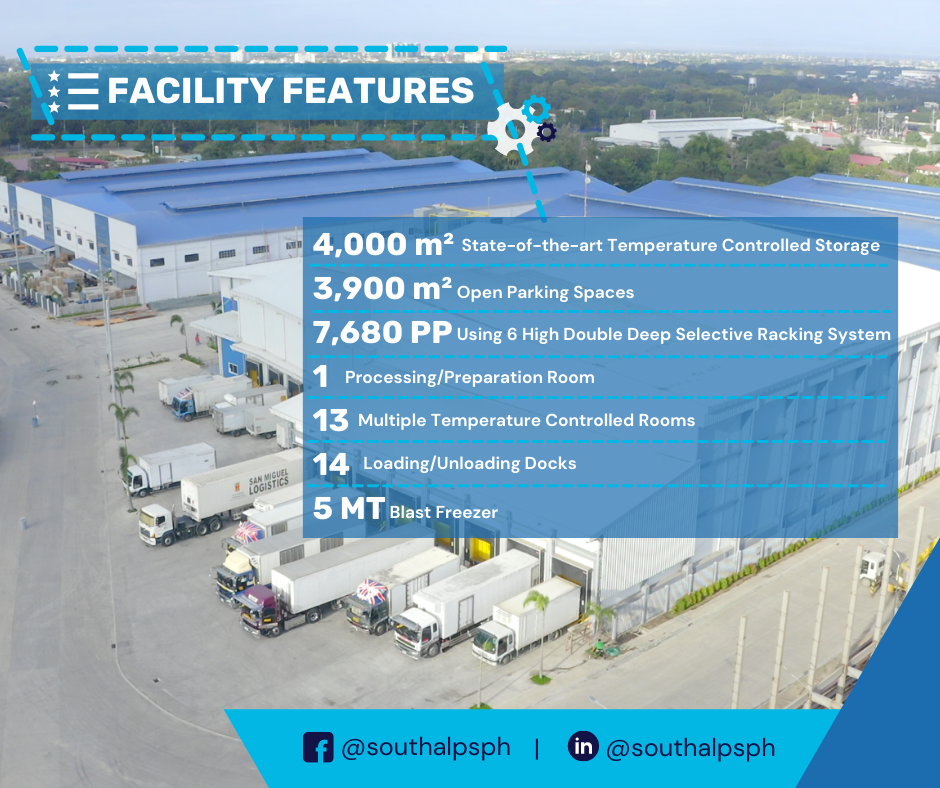 FACILITY FEATURES
4,000 m² State-of-the-art Temperature Controlled Storage
3,900 m² Open Parking Spaces
7,680 PP Using 6 High Double Deep Selective Racking System
1 Processing/Preparation Room
13 Multiple Temperature Controlled Rooms
14 Loading/Unloading Docks
5 MT Blast Freezer
SAN MIGUEL
LOGISTICS
@southalpsph | in @southalpsph